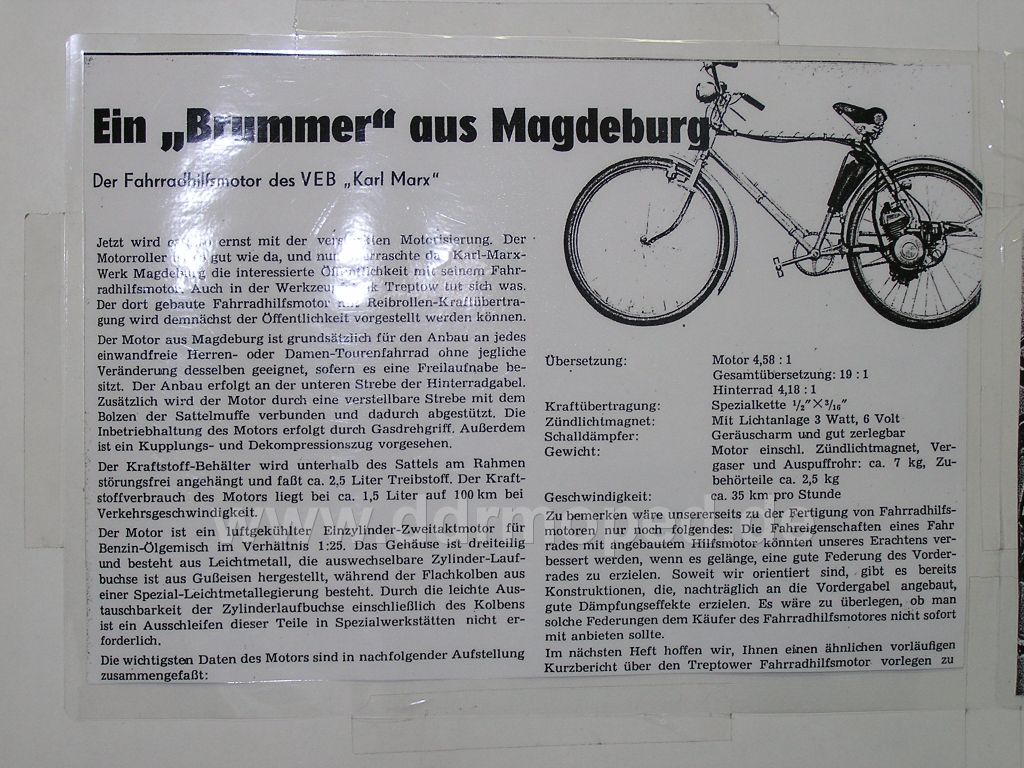 Ein „Brummer“ aus Magdeburg
Der Fahrradhilfsmotor des VEB „Karl Marx“
Jetzt wird es ernst mit der verstärkten Motorisierung. Der
Motorroller gut wie da, und nun überraschte das Karl-Marx-
Werk Magdeburg die interessierte Öffentlichkeit mit seinem Fahr-
radhilfsmotor. Auch in der Treptow tut sich was.
Der dort gebaute Fahrradhilfsmotor mit Reibrollen-Kraftübertra-
gung wird demnächst der Öffentlichkeit vorgestellt werden können.
Der Motor aus Magdeburg ist grundsätzlich für den Anbau an jedes
einwandfreie Herren- oder Damen-Tourenfahrrad ohne jegliche
Veränderung desselben geeignet, sofern es eine Freilaufnabe be-
sitzt. Der Anbau erfolgt an der unteren Strebe der Hinterradgabel.
Zusätzlich wird der Motor durch eine verstellbare Strebe mit dem
Bolzen der Sattelmuffe verbunden und dadurch abgestützt. Die
Inbetriebhaltung des Motors erfolgt durch Gasdrehgriff. Außerdem
ist ein Kupplungs- und Dekompressionszug vorgesehen.
Der Kraftstoff-Behälter wird unterhalb des Sattels am Rahmen
störungsfrei angehängt und faßt ca. 2,5 Liter Treibstoff. Der Kraft-
stoffverbrauch des Motors liegt bei ca. 1,5 Liter auf 100 km bei
Verkehrsgeschwindigkeit.
Der Motor ist ein luftgekühlter Einzylinder-Zweitaktmotor für
Benzin-Ölgemisch im Verhältnis 1:25. Das Gehäuse ist dreiteilig
und besteht aus Leichtmetall, die auswechselbare Zylinder-Lauf-
buchse ist aus Gußeisen hergestellt, während der Flachkolben aus
einer Spezial-Leichtmetallegierung besteht. Durch die leichte Aus-
tauschbarkeit der Zylinderlaufbuchse einschließlich des Kolbens
ist ein Ausschleifen dieser Teile in Spezialwerkstätten nicht er-
forderlich.
Die wichtigsten Daten des Motors sind in nachfolgender Aufstellung
zusammengefaßt:
Übersetzung: Motor 4,58 : 1
Gesamtübersetzung: 19 : 1
Hinterrad 4,18 : 1
Kraftübertragung: Spezialkette 1/2″×3/16″
Zündlichtmagnet: Mit Lichtanlage 3 Watt, 6 Volt
Schalldämpfer: Geräuscharm und gut zerlegbar
Gewicht: Motor einschl. Zündlichtmagnet, Ver-
gaser und Auspuffrohr: ca. 7 kg, Zu-
behörteile ca. 2,5 kg
Geschwindigkeit: ca. 35 km pro Stunde
Zu bemerken wäre unsererseits zu der Fertigung von Fahrradhilfs-
motoren nur noch folgendes: Die Fahreigenschaften eines Fahr
rades mit angebautem Hilfsmotor könnten unseres Erachtens ver-
bessert werden, wenn es gelänge, eine gute Federung des Vorder-
rades zu erzielen. Soweit wir orientiert sind, gibt es bereits
Konstruktionen, die, nachträglich an die Vordergabel angebaut,
gute Dämpfungseffekte erzielen. Es wäre zu überlegen, ob man
solche Federungen dem Käufer des Fahrradhilfsmotores nicht sofort
mit anbieten sollte.
Im nächsten Heft hoffen wir, Ihnen einen ähnlichen vorläufigen
Kurzbericht über den Treptower Fahrradhilfsmotor vorlegen zu
www.ddrmoped.de